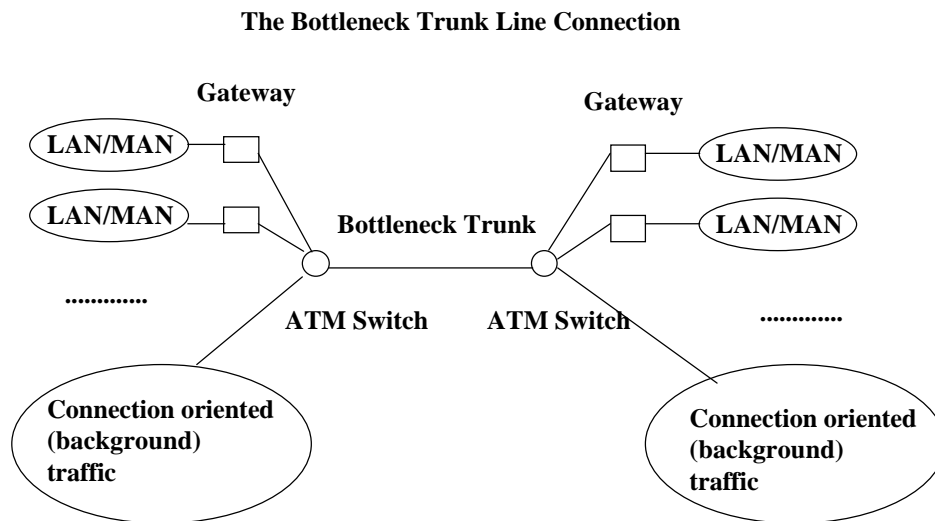 The Bottleneck Trunk Line Connection
Gateway
Gateway
LAN/MAN
LAN/MAN
LAN/MAN
LAN/MAN
Bottleneck Trunk
.............
ATM Switch
ATM Switch
.............
Connection oriented
(background)
traffic
Connection oriented
(background)
traffic